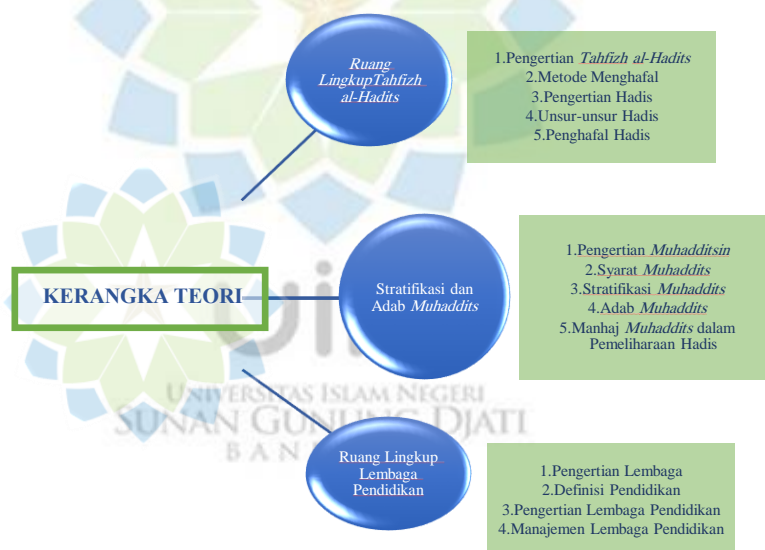 Ruang
LingkupTahfizh
al-Hadits
1.Pengertian Tahfizh al-Hadits
2.Metode Menghafal
3.Pengertian Hadis
4.Unsur-unsur Hadis
5.Penghafal Hadis
KERANGKA TEORI
Stratifikasi dan
Adab Muhaddits
1.Pengertian Muhadditsin
2.Syarat Muhaddits
3.Stratifikasi Muhaddits
4.Adab Muhaddits
5.Manhaj Muhaddits dalam
Pemeliharaan Hadis
UNIVERSITAS ISLAM NEGERI
SUNAN GUNUNG DJATI
Ruang Lingkup
Lembaga
Pendidikan
1.Pengertian Lembaga
2.Definisi Pendidikan
3.Pengertian Lembaga Pendidikan
4.Manajemen Lembaga Pendidikan